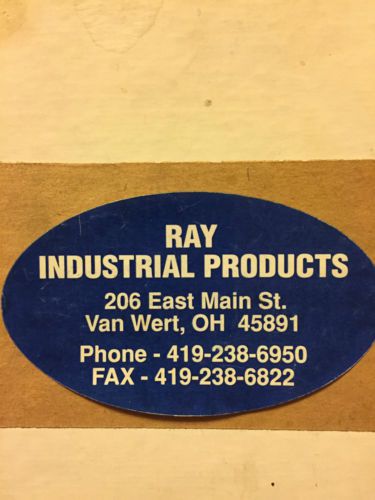 RAY
INDUSTRIAL PRODUCTS
206 East Main St.
Van Wert, OH 45891
Phone - 419-238-6950
FAX - 419-238-6822